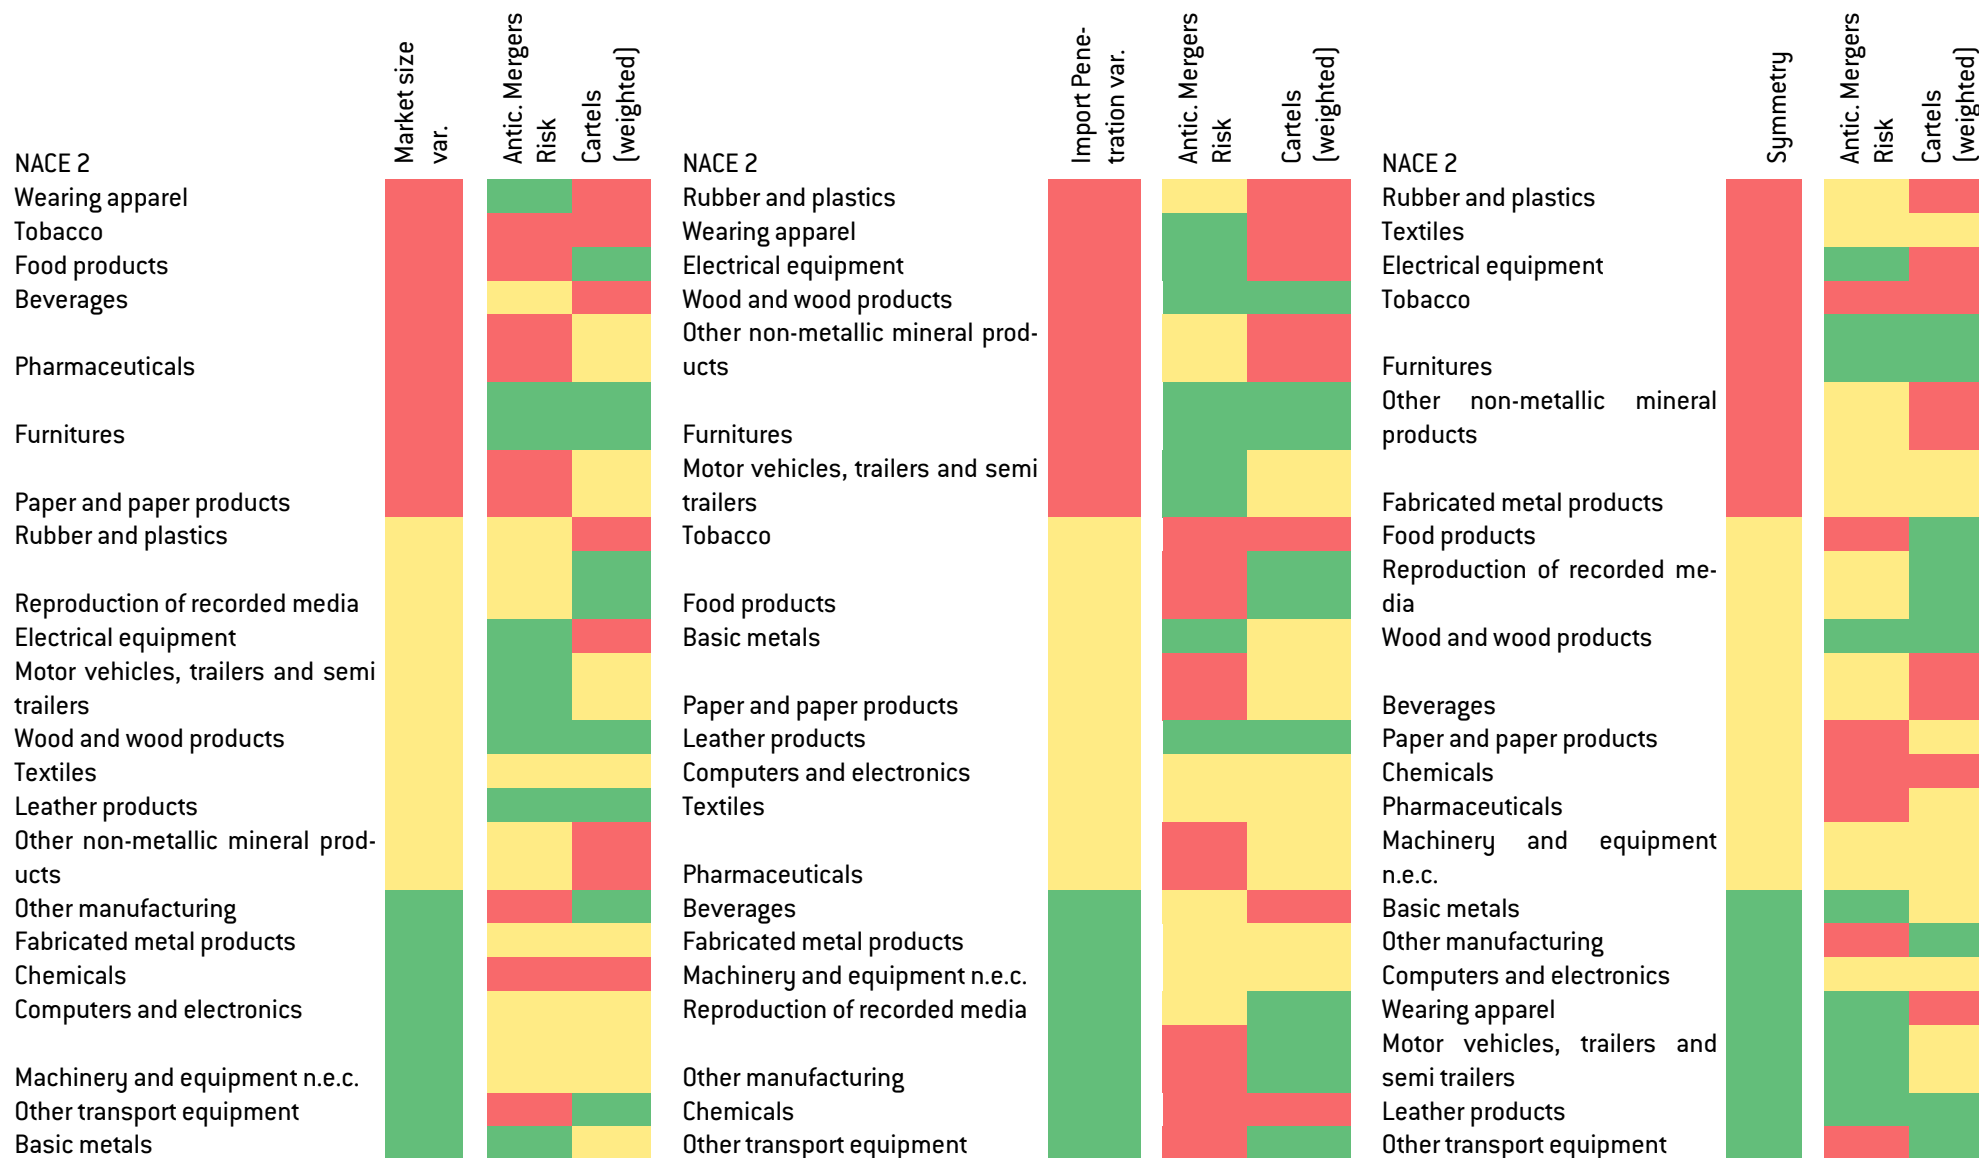 NACE 2
Market size
var.
Antic. Mergers
Risk
Cartels
(weighted)
Wearing apparel
Tobacco
Food products
Beverages
Pharmaceuticals
Furnitures
Paper and paper products
Rubber and plastics
Reproduction of recorded media
Electrical equipment
Motor vehicles, trailers and semi
trailers
Wood and wood products
Textiles
Leather products
Other non-metallic mineral prod-
ucts
Other manufacturing
Fabricated metal products
Chemicals
Computers and electronics
Machinery and equipment n.e.c.
Other transport equipment
Basic metals
NACE 2
Import Pene-
tration var.
Antic. Mergers
Risk
Cartels
(weighted)
Rubber and plastics
Wearing apparel
Electrical equipment
Wood and wood products
Other non-metallic mineral prod-
ucts
Furnitures
Motor vehicles, trailers and semi
trailers
Tobacco
Food products
Basic metals
Paper and paper products
Leather products
Computers and electronics
Textiles
Pharmaceuticals
Beverages
Fabricated metal products
Machinery and equipment n.e.c.
Reproduction of recorded media
Other manufacturing
Chemicals
Other transport equipment
NACE 2
Symmetry
Antic. Mergers
Risk
Cartels
(weighted)
Rubber and plastics
Textiles
Electrical equipment
Tobacco
Furnitures
Other non-metallic mineral
products
Fabricated metal products
Food products
Reproduction of recorded me-
dia
Wood and wood products
Beverages
Paper and paper products
Chemicals
Pharmaceuticals
Machinery and equipment
n.e.c.
Basic metals
Other manufacturing
Computers and electronics
Wearing apparel
Motor vehicles, trailers and
semi trailers
Leather products
Other transport equipment